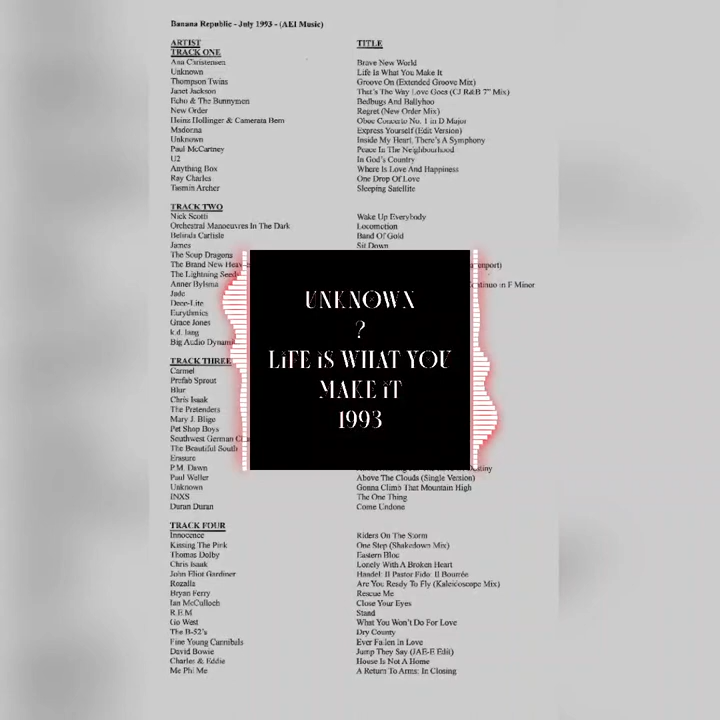 Banana Republic - July 1993 - (AEI Music)
ARTIST TITLE
TRACK ONE
Ana Christensen Brave New World
Unknown Life Is What You Make It
Thompson Twins Groove On (Extended Groove Mix)
Janet Jackson That's The Way Love Goes (CJ R&B 7" Mix)
Echo & The Bunnymen Bedbugs And Ballyhoo
New Order Regret (New Order Mix)
Heinz Hollinger & Camerata Bern Oboe Concerto No. 1 in D Major
Madonna Express Yourself (Edit Version)
Unknown Inside My Heart, There's A Symphony
Paul McCartney Peace In The Neighbourhood
U2 In God's Country
Anything Box Where Is Love And Happiness
Ray Charles One Drop Of Love
Tasmin Archer Sleeping Satellite
TRACK TWO
Nick Scotti Wake Up Everybody
Orchestral Manoeuvres In The Dark Locomotion
Belinda Carlisle Band Of Gold
James Sit Down
The Soup Dragons
The Brand New Heav
The Lightning Seed
Anner Bylsma Continuo in F Minor
Jade
Deee-Lite
Eurythmics
Grace Jones
k.d. lang
Big Audio Dynami
TRACK THREE
Carmel
Prefab Sprout
Blur
Chris Isaak
The Pretenders
Mary J. Blige
Pet Shop Boys
Southwest German
The Beautiful South
Erasure
P.M. Dawn
Paul Weller Above The Clouds (Single Version)
Unknown Gonna Climb That Mountain High
INXS The One Thing
Duran Duran Come Undone
TRACK FOUR
Innocence Riders On The Storm
Kissing The Pink One Step (Shakedown Mix)
Thomas Dolby Eastern Bloc
Chris Isaak Lonely With A Broken Heart
John Eliot Gardiner Handel: Il Pastor Fido: II Bourrée
Rozalla Are You Ready To Fly (Kaleidoscope Mix)
Bryan Ferry Rescue Me
Ian McCulloch Close Your Eyes
R.E.M Stand
Go West What You Won't Do For Love
The B-52's Dry County
Fine Young Cannibals Ever Fallen In Love
David Bowie Jump They Say (JAE-E Edit)
Charles & Eddie House Is Not A Home
Me Phi Me A Return To Arms: In Closing
UNKNOWN
?
LiFE iS WHAT YOU
MAKE iT
1993